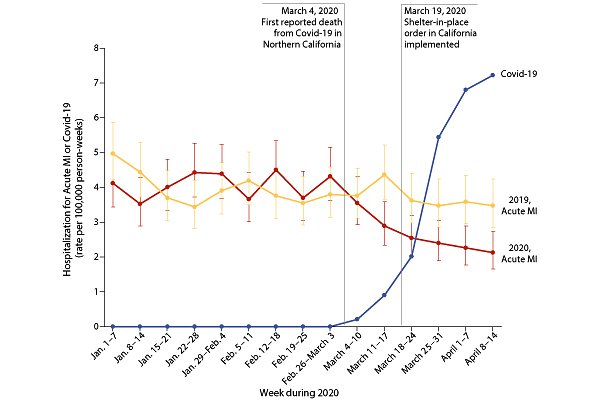 March 4, 2020
First reported death
from Covid-19 in
Northern California
March 19, 2020
Shelter-in-place
order in California
implemented
Hospitalization for Acute MI or Covid-19
(rate per 100,000 person-weeks)
8
7
6
5
4
3
2
1
0
Covid-19
2019,
Acute MI
2020,
Acute MI
Jan. 1–7
Jan. 8–14
Jan. 15–21
Jan. 22–28
Jan. 29–Feb. 4
Feb. 5–11
Feb. 12–18
Feb. 19–25
Feb. 26–March 3
March 4–10
March 11–17
March 18–24
March 25–31
April 1–7
April 8–14
Week during 2020